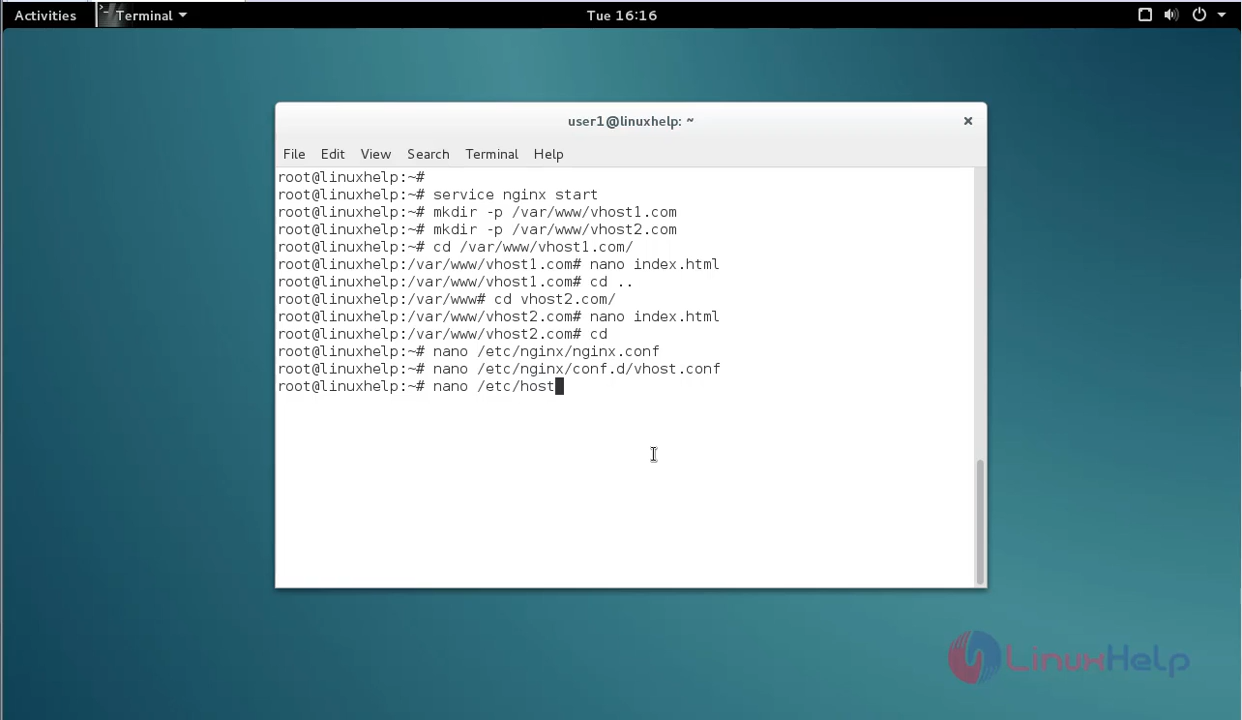 Activities
Terminal
Tue 16:16
user1@linuxhelp: ~
File Edit View Search Terminal Help
root@linuxhelp:~#
root@linuxhelp:~# service nginx start
root@linuxhelp:~# mkdir -p /var/www/vhost1.com
root@linuxhelp:~# mkdir -p /var/www/vhost2.com
root@linuxhelp:~# cd /var/www/vhost1.com/
root@linuxhelp:/var/www/vhost1.com# nano index.html
root@linuxhelp:/var/www/vhost1.com# cd ..
root@linuxhelp:/var/www# cd vhost2.com/
root@linuxhelp:/var/www/vhost2.com# nano index.html
root@linuxhelp:/var/www/vhost2.com# cd
root@linuxhelp:~# nano /etc/nginx/nginx.conf
root@linuxhelp:~# nano /etc/nginx/conf.d/vhost.conf
root@linuxhelp:~# nano /etc/host
LinuxHelp